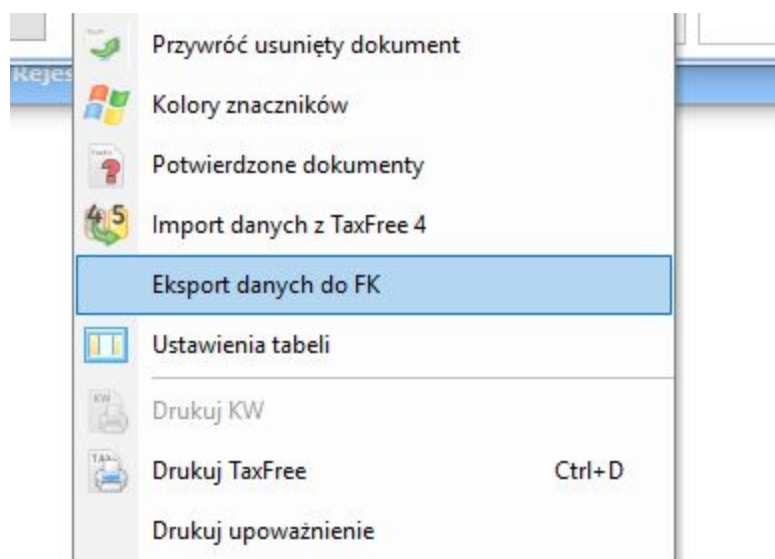 Rejes
Przywróć usunięty dokument
Kolory znaczników
Potwierdzone dokumenty
Import danych z TaxFree 4
Eksport danych do FK
Ustawienia tabeli
Drukuj KW
Drukuj TaxFree Ctrl+D
Drukuj upoważnienie